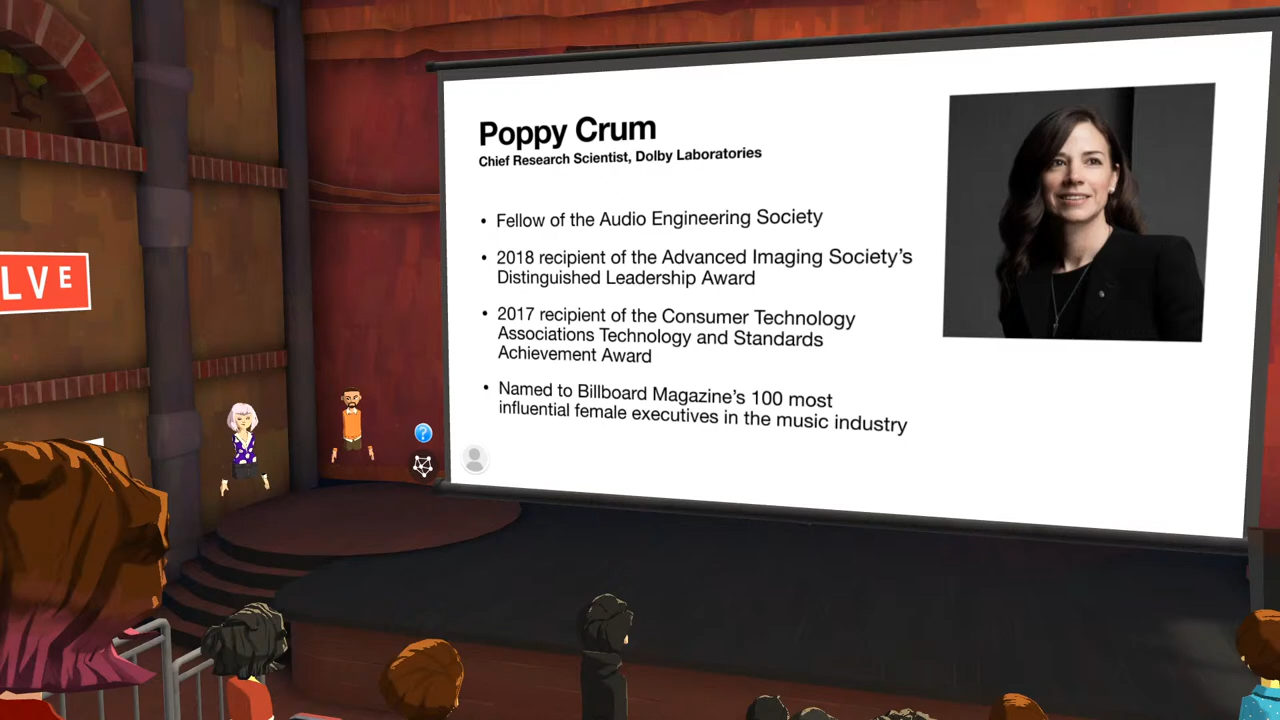 Poppy Crum
Chief Research Scientist, Dolby Laboratories
• Fellow of the Audio Engineering Society
• 2018 recipient of the Advanced Imaging Society's
Distinguished Leadership Award
• 2017 recipient of the Consumer Technology
Associations Technology and Standards
Achievement Award
• Named to Billboard Magazine's 100 most
influential female executives in the music industry
LVE
?